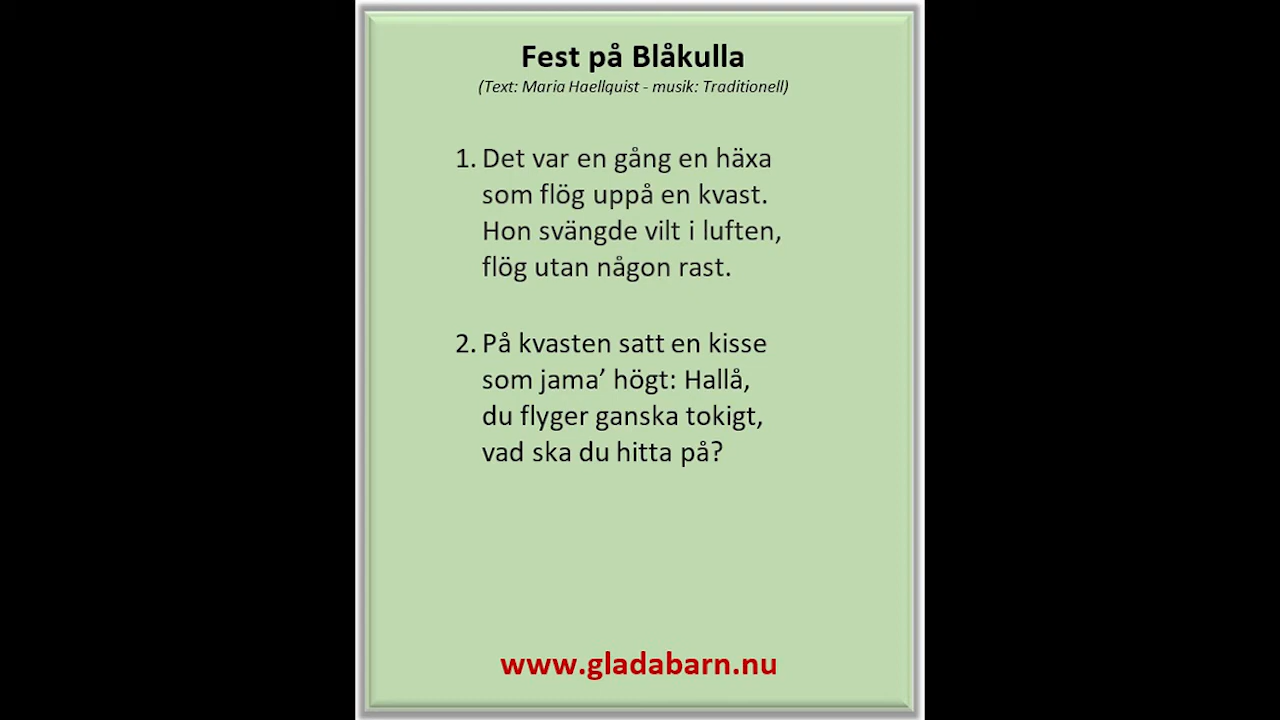 Fest på Blåkulla
(Text: Maria Haellquist - musik: Traditionell)
1. Det var en gång en häxa
som flög uppå en kvast.
Hon svängde vilt i luften,
flög utan någon rast.
2. På kvasten satt en kisse
som jama’ högt: Hallå,
du flyger ganska tokigt,
vad ska du hitta på?
www.gladabarn.nu